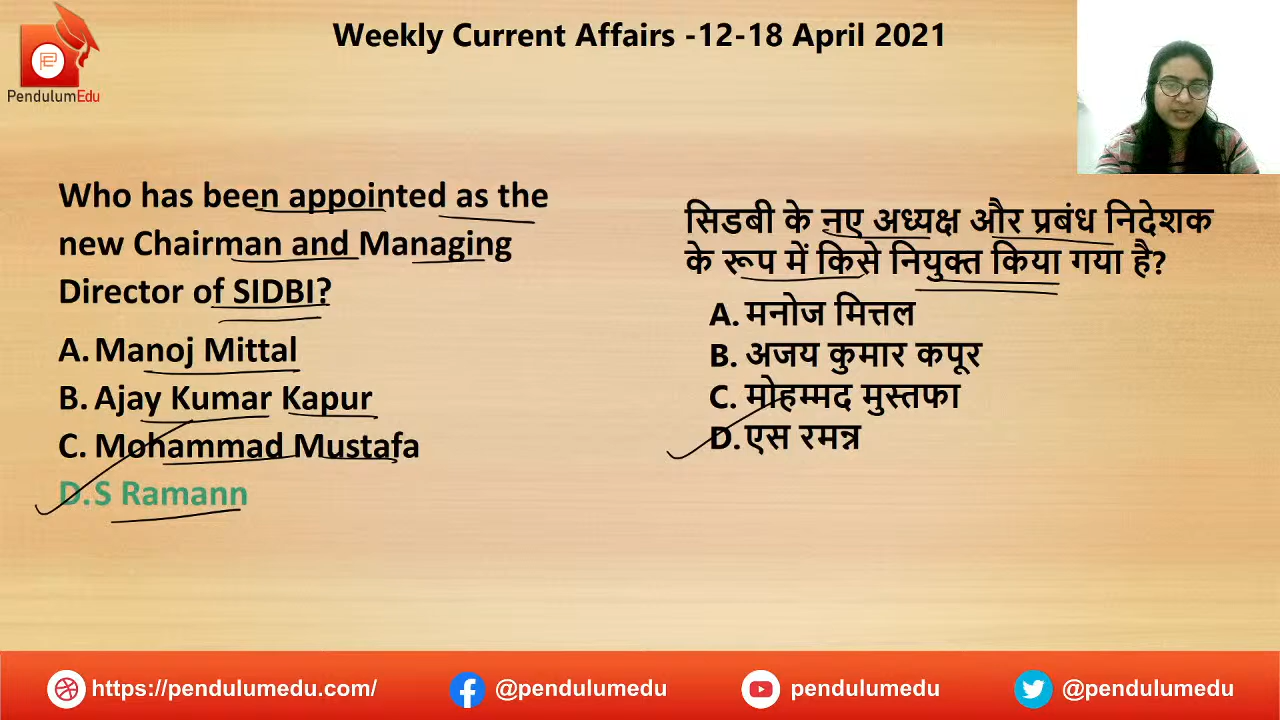 Weekly Current Affairs -12-18 April 2021
PendulumEdu
Who has been appointed as the
new Chairman and Managing
Director of SIDBI?
A. Manoj Mittal
B. Ajay Kumar Kapur
C. Mohammad Mustafa
D. S Ramann
सिडबी के नए अध्यक्ष और प्रबंध निदेशक
के रूप में किसे नियुक्त किया गया है?
A. मनोज मित्तल
B. अजय कुमार कपूर
C. मोहम्मद मुस्तफा
D. एस रमन्न
https://pendulumedu.com/
@pendulumedu
pendulumedu
@pendulumedu